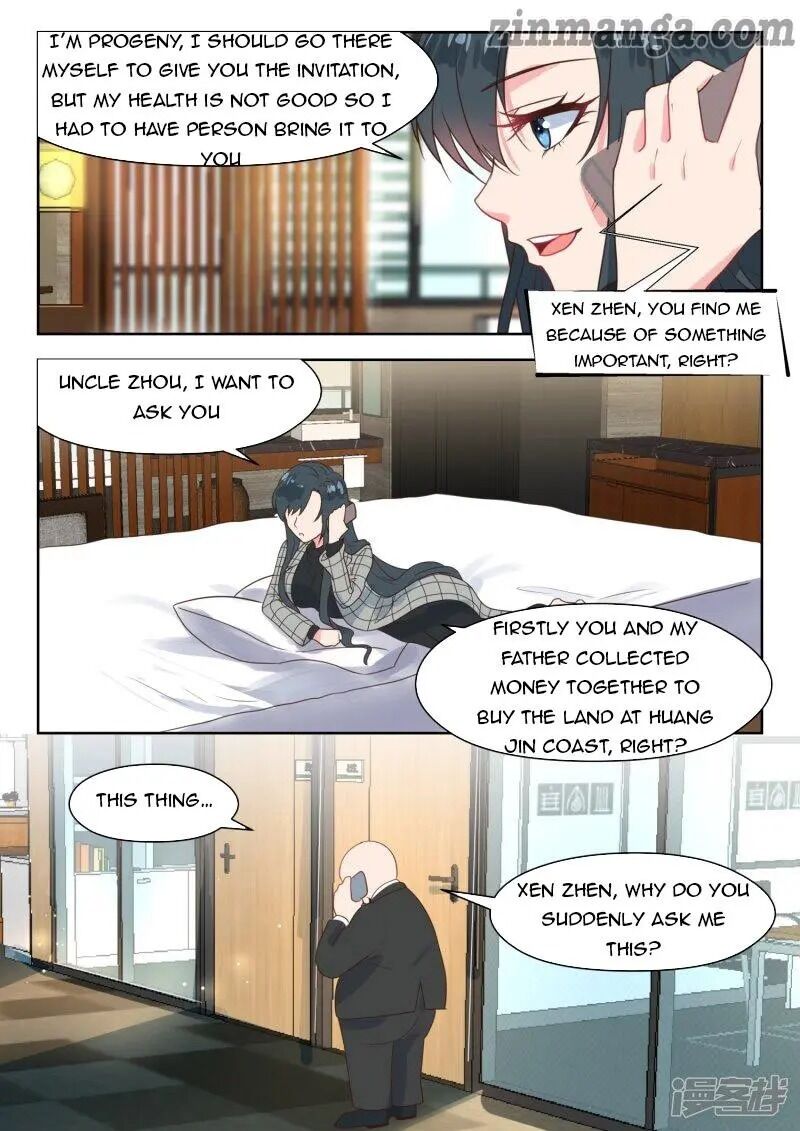 zinmanga.com
I'M PROGENY, I SHOULD GO THERE
MYSELF TO GIVE YOU THE INVITATION,
BUT MY HEALTH IS NOT GOOD SO I
HAD TO HAVE PERSON BRING IT TO
YOU
XEN ZHEN, YOU FIND ME
BECAUSE OF SOMETHING
IMPORTANT, RIGHT?
UNCLE ZHOU, I WANT TO
ASK YOU
FIRSTLY YOU AND MY
FATHER COLLECTED
MONEY TOGETHER TO
BUY THE LAND AT HUANG
JIN COAST, RIGHT?
THIS THING...
XEN ZHEN, WHY DO YOU
SUDDENLY ASK ME
THIS?
漫客栈